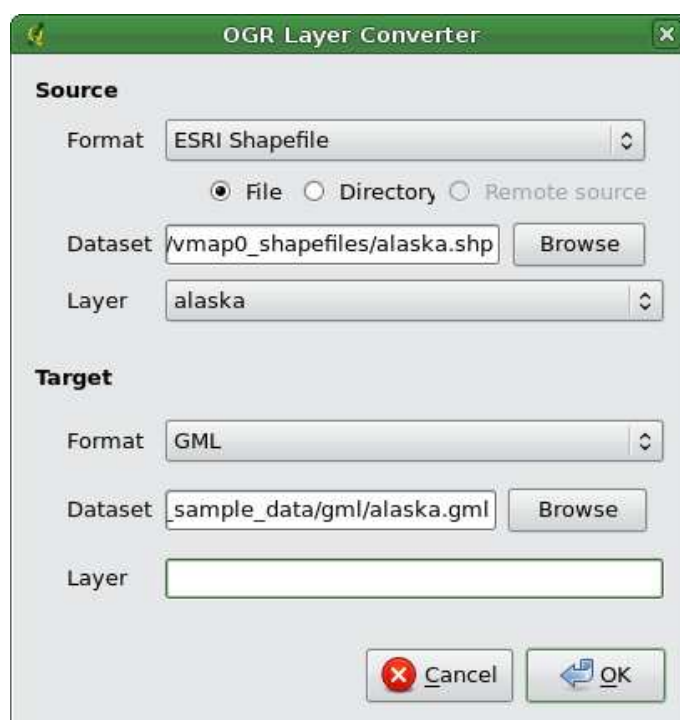 OGR Layer Converter
Source
Format ESRI Shapefile
File Directory Remote source
Dataset /vmap0_shapefiles/alaska.shp Browse
Layer alaska
Target
Format GML
Dataset _sample_data/gml/alaska.gml Browse
Layer
Cancel OK